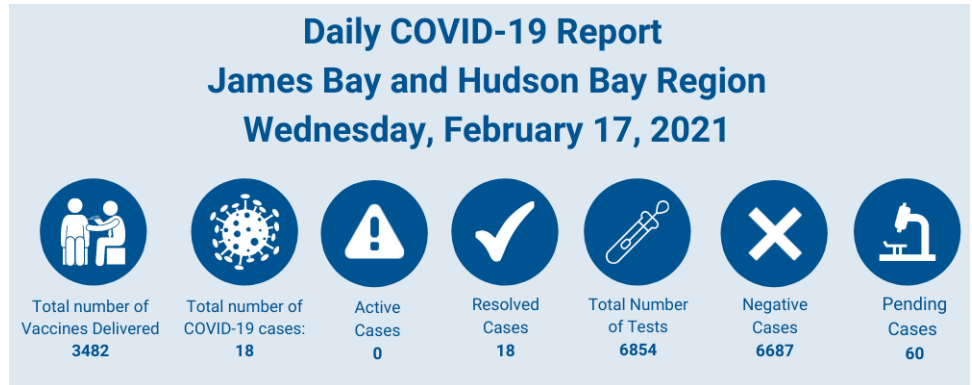 Daily COVID-19 Report
James Bay and Hudson Bay Region
Wednesday, February 17, 2021
Total number of
Vaccines Delivered
3482
Total number of
COVID-19 cases:
18
Active
Cases
0
Resolved
Cases
18
Total Number
of Tests
6854
Negative
Cases
6687
Pending
Cases
60